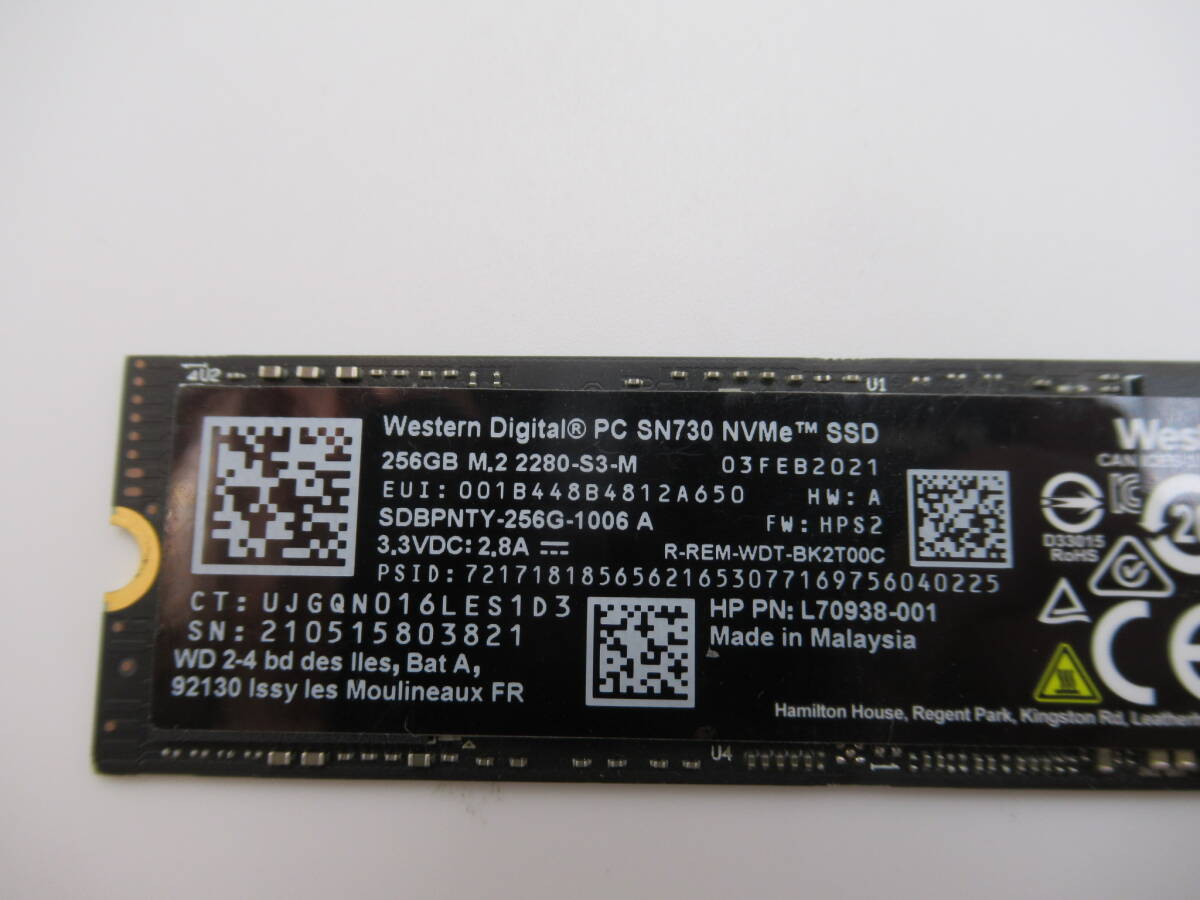 U2
U1
Western Digital® PC SN730 NVMe™ SSD
256GB M.2 2280-S3-M 03FEB2021
EUI: 001B448B4812A650 HW: A
SDBPNTY-256G-1006 A FW: HPS2
3.3VDC: 2.8A R-REM-WDT-BK2T00C
PSID: 72171818565621653077169756040225
CT: UJGQN016LES1D3
SN: 210515803821
HP PN: L70938-001
Made in Malaysia
WD 2-4 bd des Iles, Bat A,
92130 Issy les Moulineaux FR
Wes
CAN
D33015
RoHS
CE
Hamilton House, Regent Park, Kingston Rd, Leatherh
U4